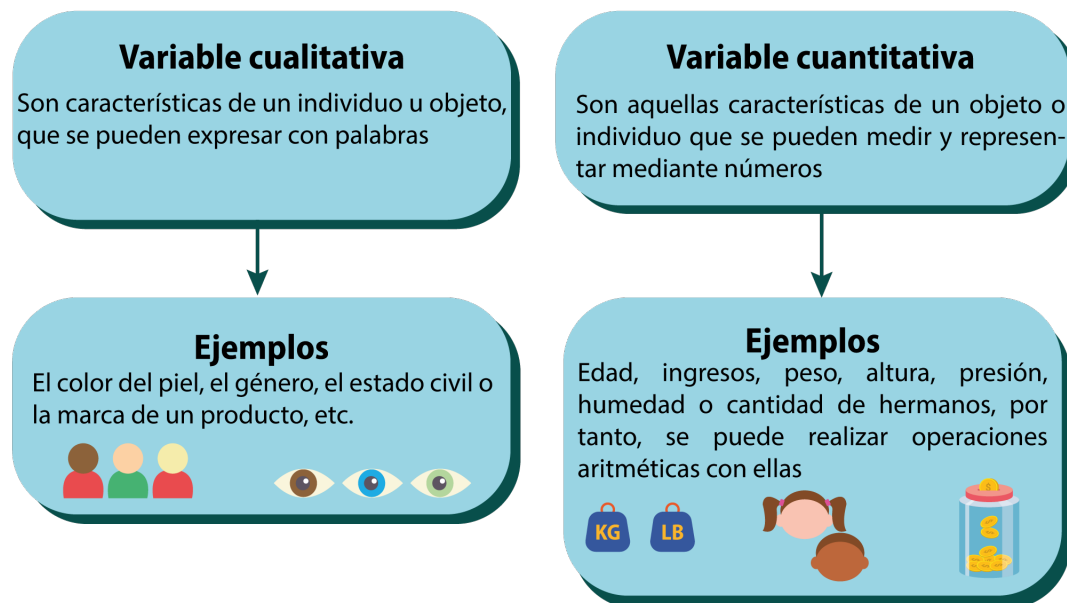 Variable cualitativa
Son características de un individuo u objeto,
que se pueden expresar con palabras
Variable cuantitativa
Son aquellas características de un objeto o
individuo que se pueden medir y represen-
tar mediante números
Ejemplos
El color del piel, el género, el estado civil o
la marca de un producto, etc.
Ejemplos
Edad, ingresos, peso, altura, presión,
humedad o cantidad de hermanos, por
tanto, se puede realizar operaciones
aritméticas con ellas
KG
LB
$